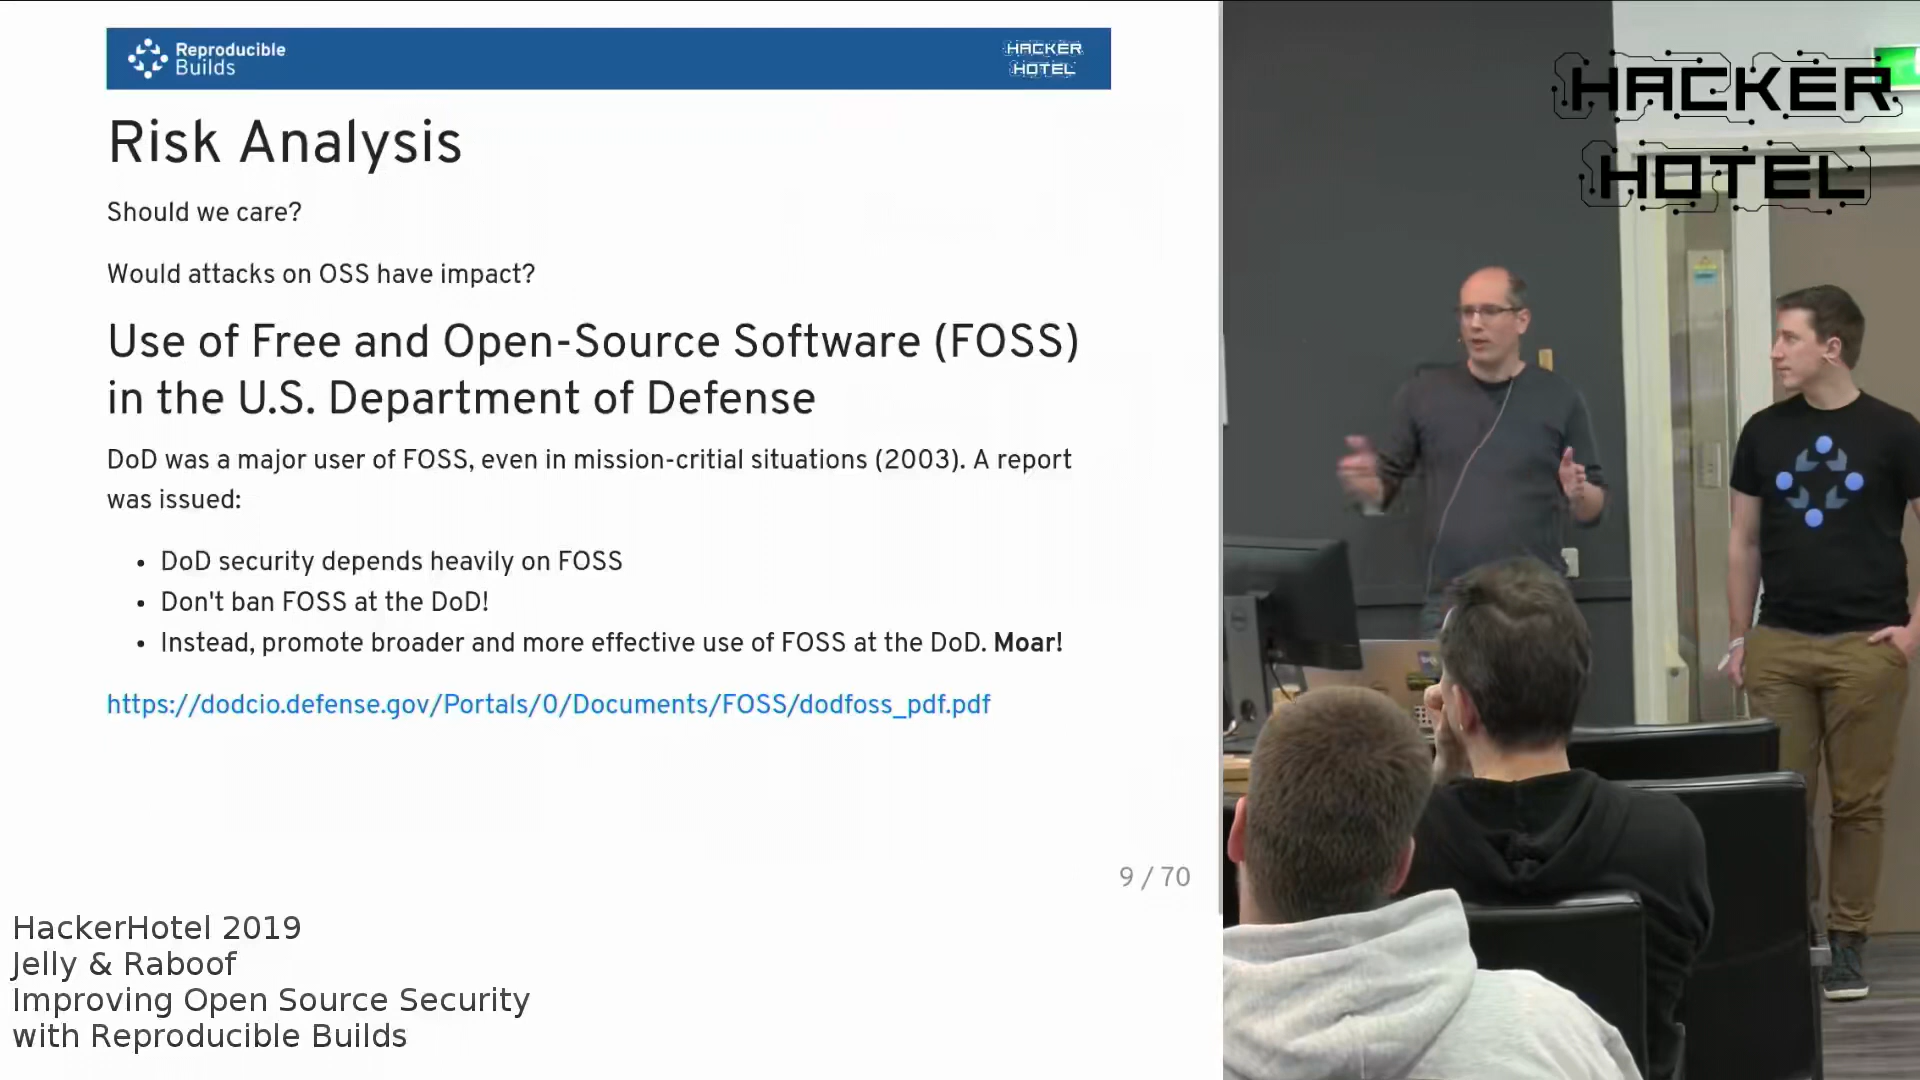 Reproducible
Builds
HACKER
HOTEL
Risk Analysis
Should we care?
Would attacks on OSS have impact?
Use of Free and Open-Source Software (FOSS)
in the U.S. Department of Defense
DoD was a major user of FOSS, even in mission-critial situations (2003). A report
was issued:
• DoD security depends heavily on FOSS
• Don't ban FOSS at the DoD!
• Instead, promote broader and more effective use of FOSS at the DoD. Moar!
https://dodcio.defense.gov/Portals/0/Documents/FOSS/dodfoss_pdf.pdf
9 / 70
HackerHotel 2019
Jelly & Raboof
Improving Open Source Security
with Reproducible Builds
HACKER
HOTEL